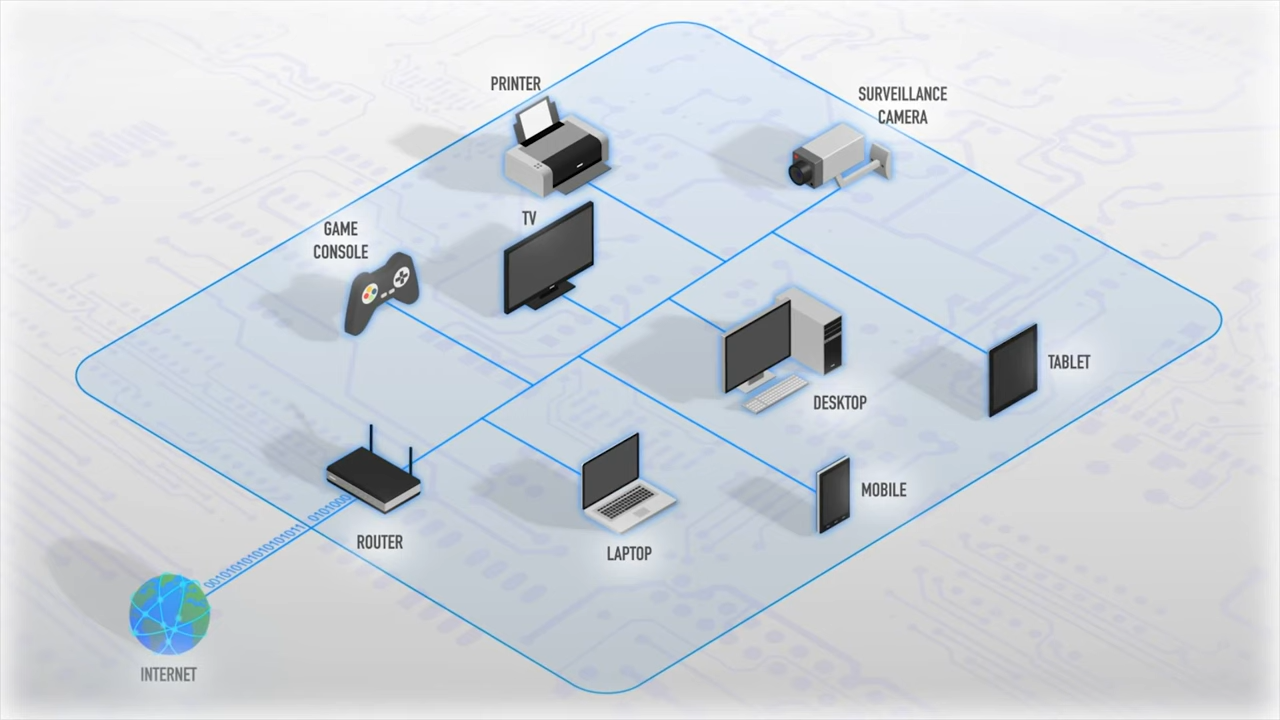 PRINTER
SURVEILLANCE
CAMERA
TV
GAME
CONSOLE
TABLET
DESKTOP
MOBILE
ROUTER
LAPTOP
INTERNET